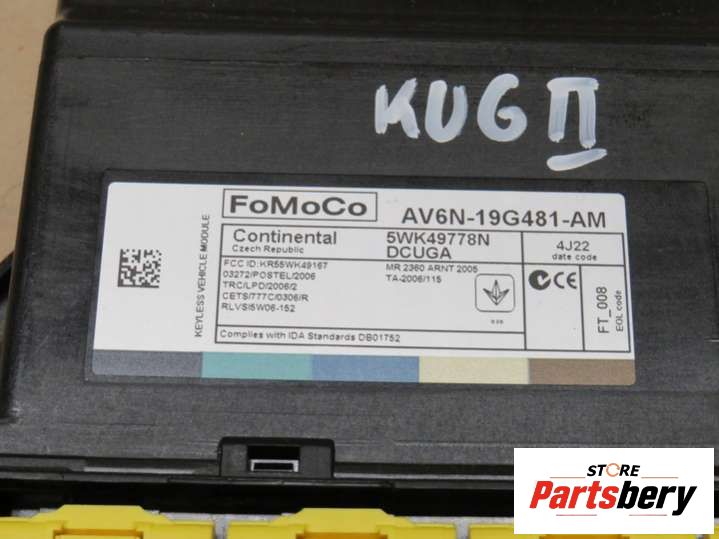 KUG II
FoMoCo
AV6N-19G481-AM
KEYLESS VEHICLE MODULE
Continental
Czech Republic
5WK49778N
DCUGA
4J22
date code
FCC ID:KR55WK49167
03272/POSTEL/2006
TRC/LPD/2006/2
CETS/777C/0306/R
RLVSI5W06-152
MR 2360 ARNT 2005
TA-2006/115
Complies with IDA Standards DB01752
FT_008
EOL code
STORE
Partsbery